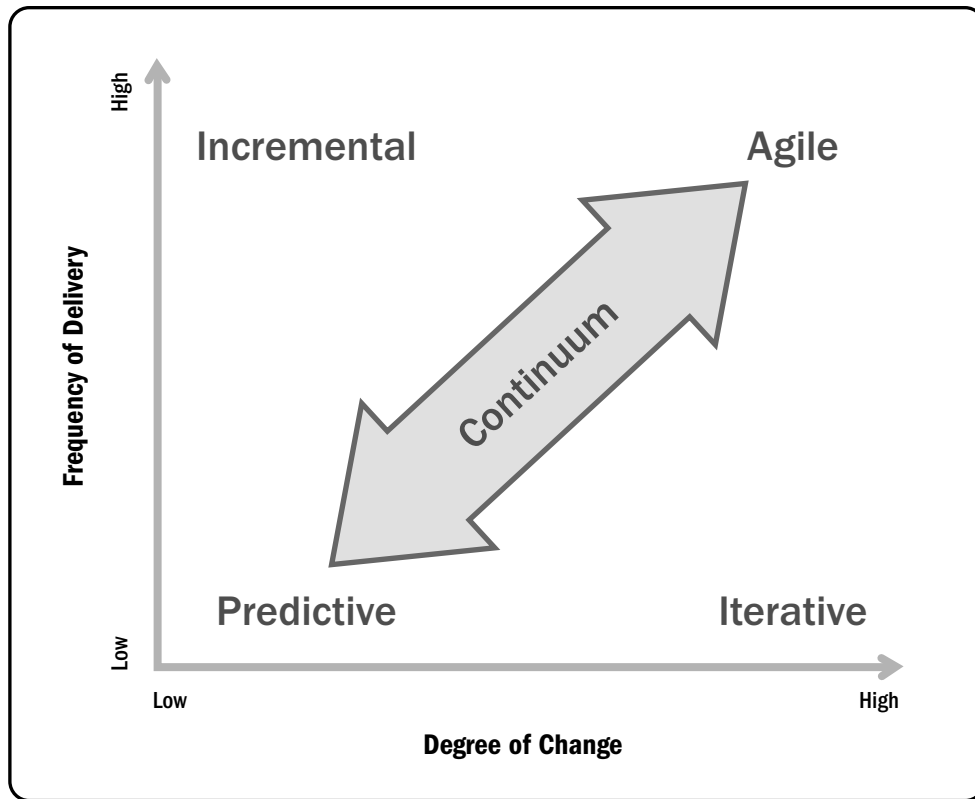 High
Incremental
Agile
Frequency of Delivery
Continuum
Predictive
Iterative
Low
Low
High
Degree of Change